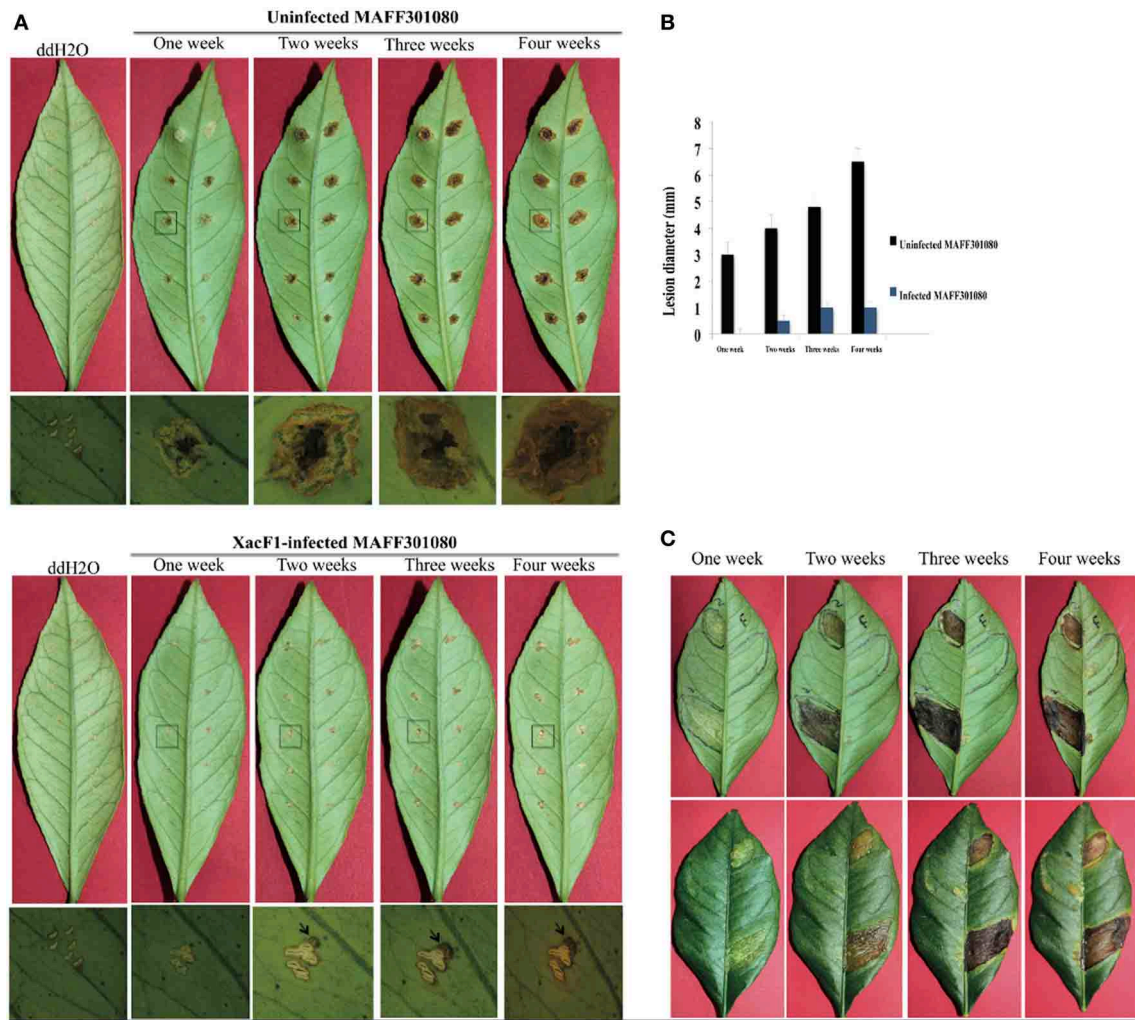 A
Uninfected MAFF301080
ddH2O
One week
Two weeks
Three weeks
Four weeks
XacF1-infected MAFF301080
ddH2O
One week
Two weeks
Three weeks
Four weeks
B
Lesion diameter (mm)
8
7
6
5
4
3
2
1
0
One week
Two weeks
Three weeks
Four weeks
Uninfected MAFF301080
Infected MAFF301080
C
One week
Two weeks
Three weeks
Four weeks